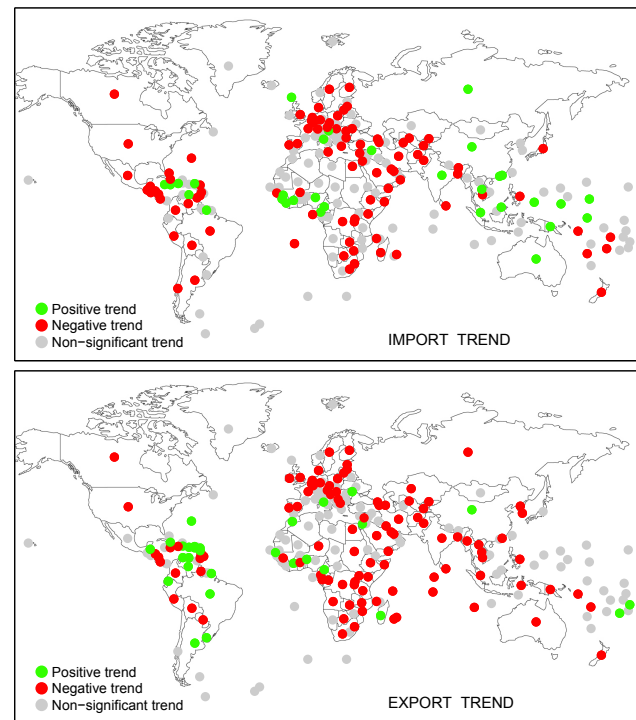 Positive trend
Negative trend
Non−significant trend
IMPORT TREND
Positive trend
Negative trend
Non−significant trend
EXPORT TREND